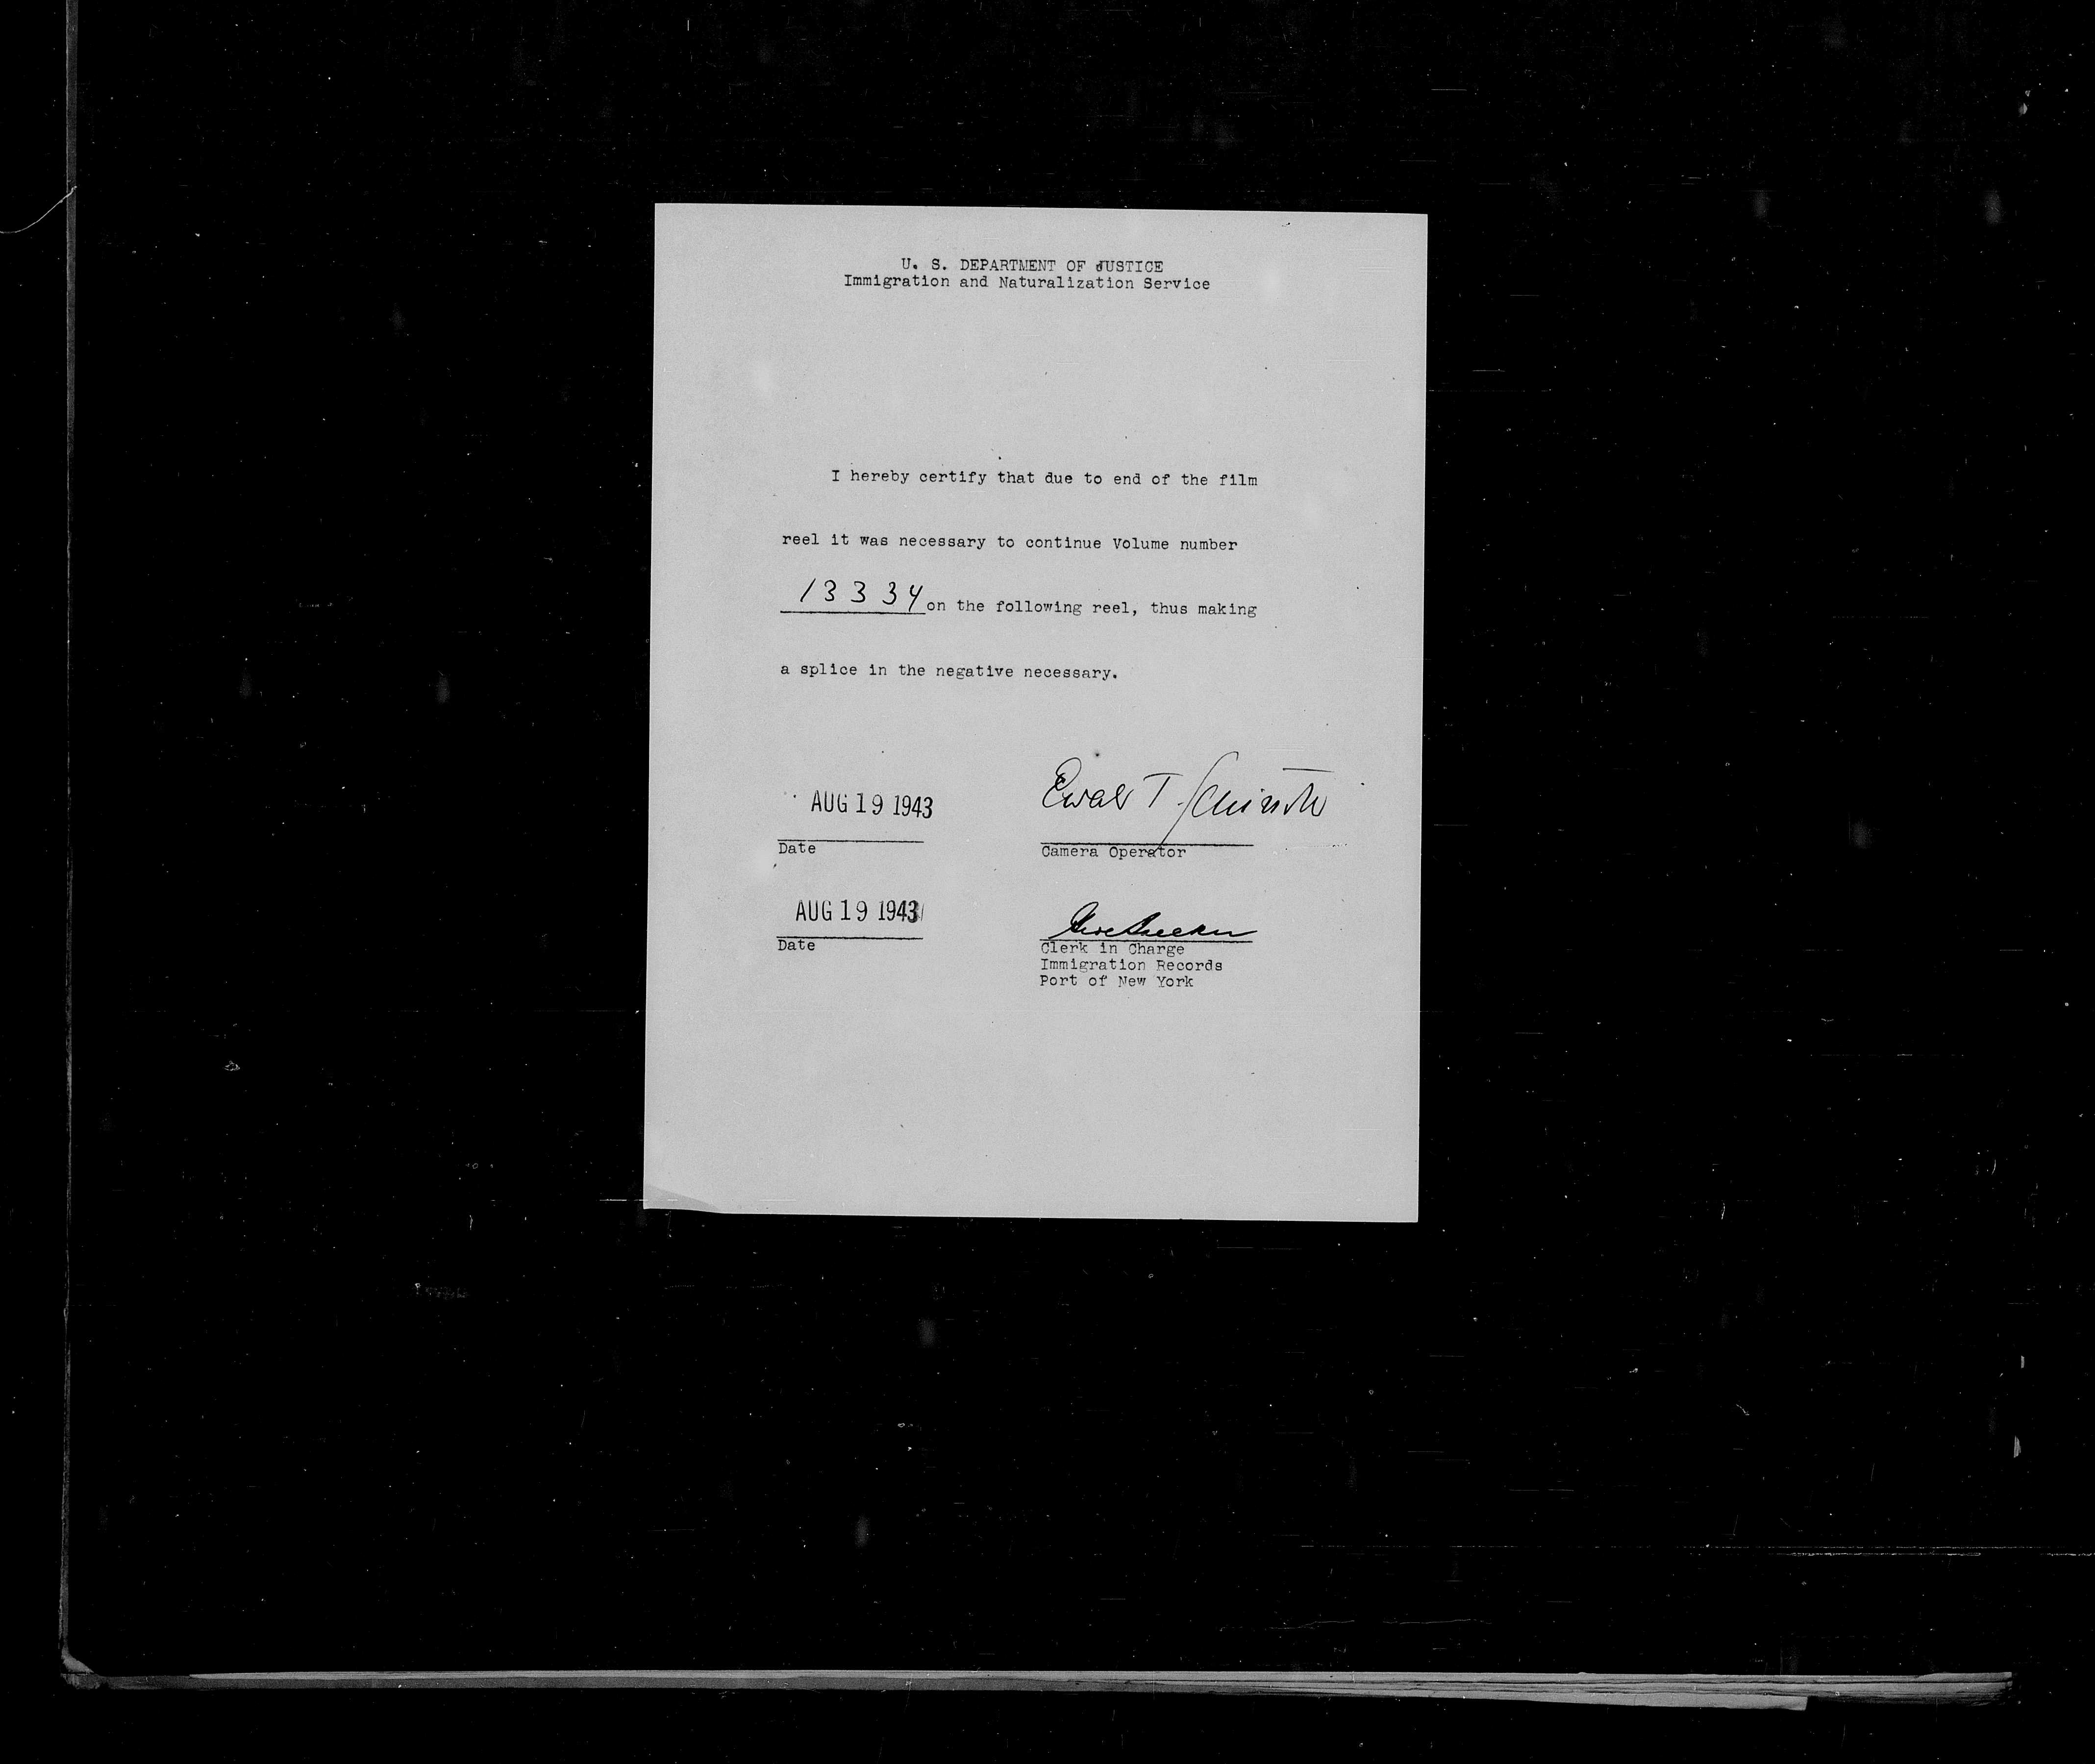 U. S. DEPARTMENT OF JUSTICE
Immigration and Naturalization Service
I hereby certify that due to end of the film
reel it was necessary to continue Volume number
13334 on the following reel, thus making
a splice in the negative necessary.
AUG 19 1943
Date
Ewald T.
Camera Operator
AUG 19 1943
Date
Clerk in Charge
Immigration Records
Port of New York